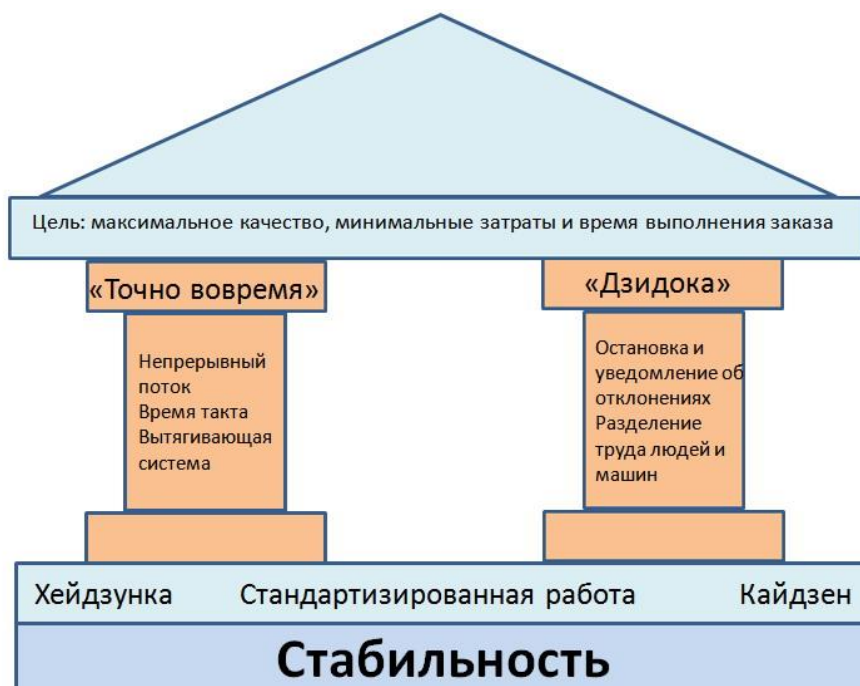 Цель: максимальное качество, минимальные затраты и время выполнения заказа
«Точно вовремя»
Непрерывный
поток
Время такта
Вытягивающая
система
«Дзидока»
Остановка и
уведомление об
отклонениях
Разделение
труда людей и
машин
Хейдзунка Стандартизированная работа Кайдзен
Стабильность